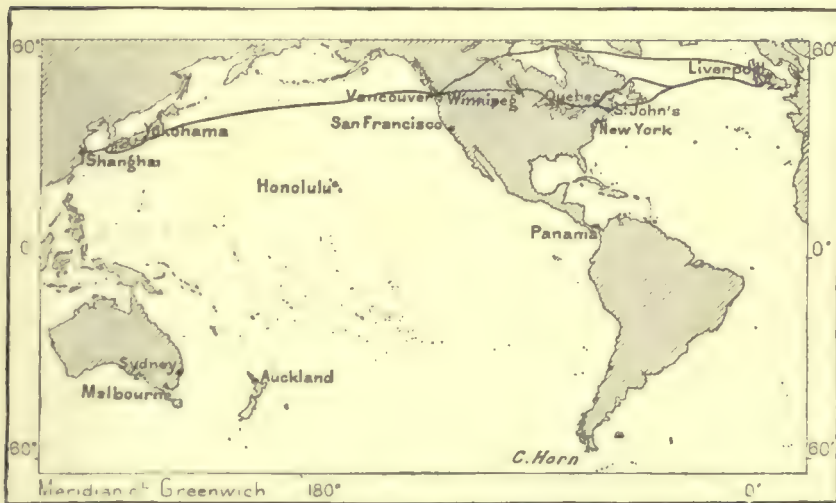 60° 60°
Liverpool
Vancouver Winnipeg Quebec
S. John's
San Francisco New York
Yokohama
Shanghai
Honolulu
Panama
0 0°
Sydney
Auckland
Melbourne
60° 60°
C. Horn
Meridian of Greenwich 180° 0°